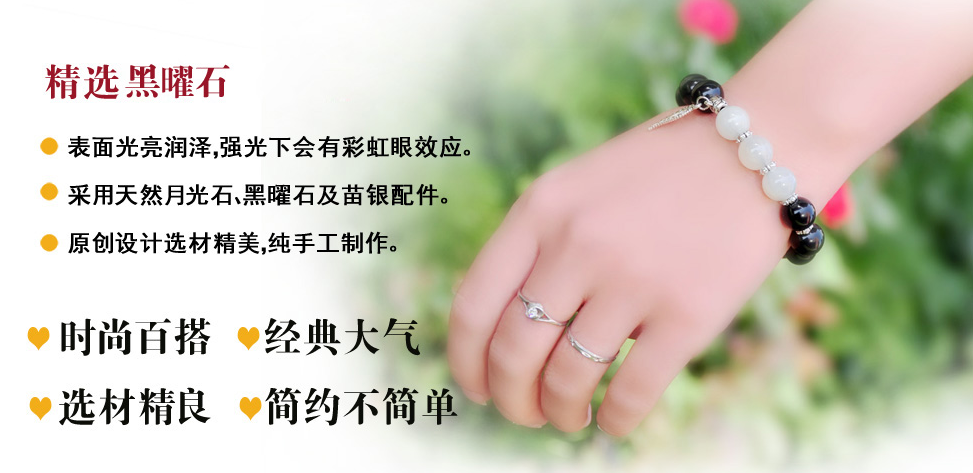 精选黑曜石
表面光亮润泽,强光下会有彩虹眼效应。
采用天然月光石、黑曜石及苗银配件。
原创设计选材精美,纯手工制作。
时尚百搭 经典大气
选材精良 简约不简单